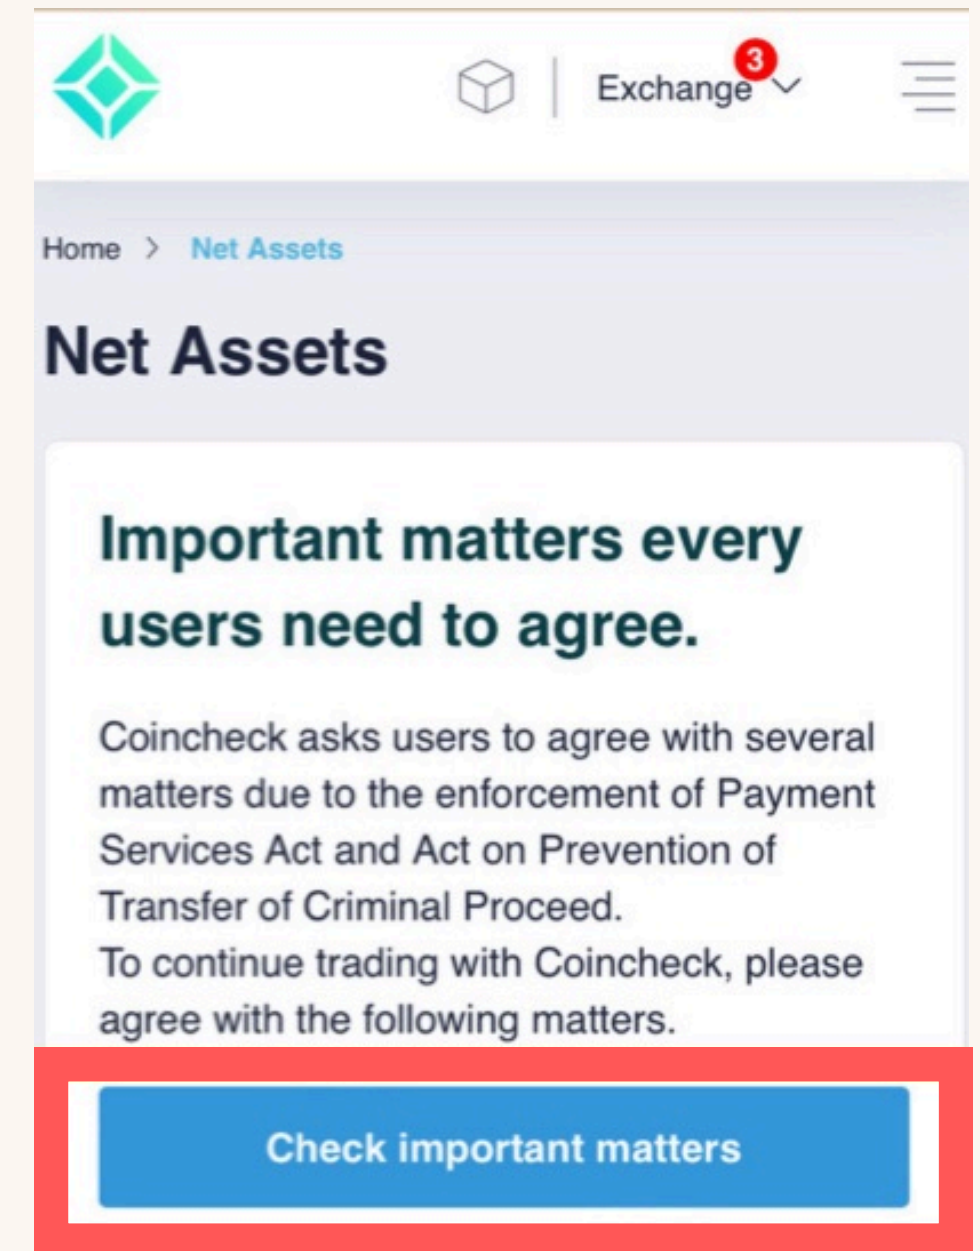 3
Exchange
Home > Net Assets
Net Assets
Important matters every
users need to agree.
Coincheck asks users to agree with several
matters due to the enforcement of Payment
Services Act and Act on Prevention of
Transfer of Criminal Proceed.
To continue trading with Coincheck, please
agree with the following matters.
Check important matters